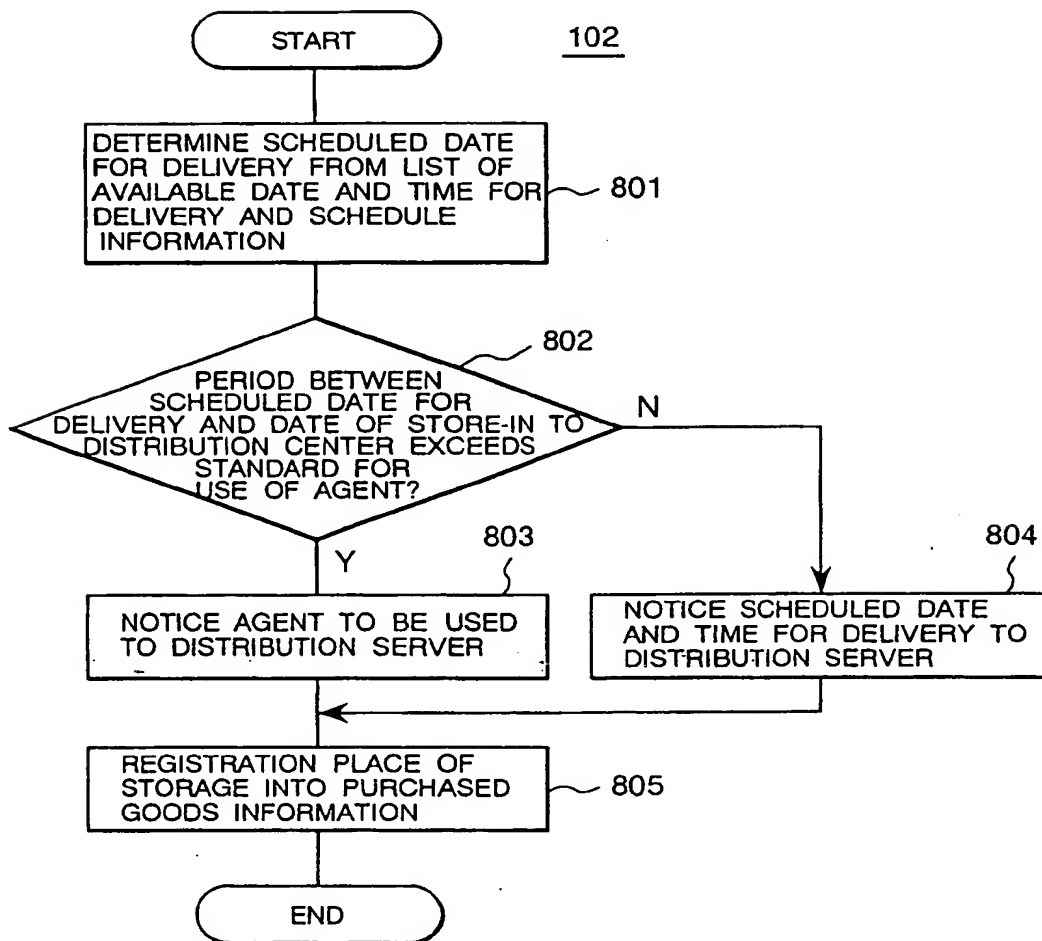 START
102
DETERMINE SCHEDULED DATE
FOR DELIVERY FROM LIST OF
AVAILABLE DATE AND TIME FOR
DELIVERY AND SCHEDULE
INFORMATION
801
802
PERIOD BETWEEN
SCHEDULED DATE FOR
DELIVERY AND DATE OF STORE-IN TO
DISTRIBUTION CENTER EXCEEDS
STANDARD FOR
USE OF AGENT?
N
Y
803
NOTICE AGENT TO BE USED
TO DISTRIBUTION SERVER
804
NOTICE SCHEDULED DATE
AND TIME FOR DELIVERY TO
DISTRIBUTION SERVER
REGISTRATION PLACE OF
STORAGE INTO PURCHASED
GOODS INFORMATION
805
END